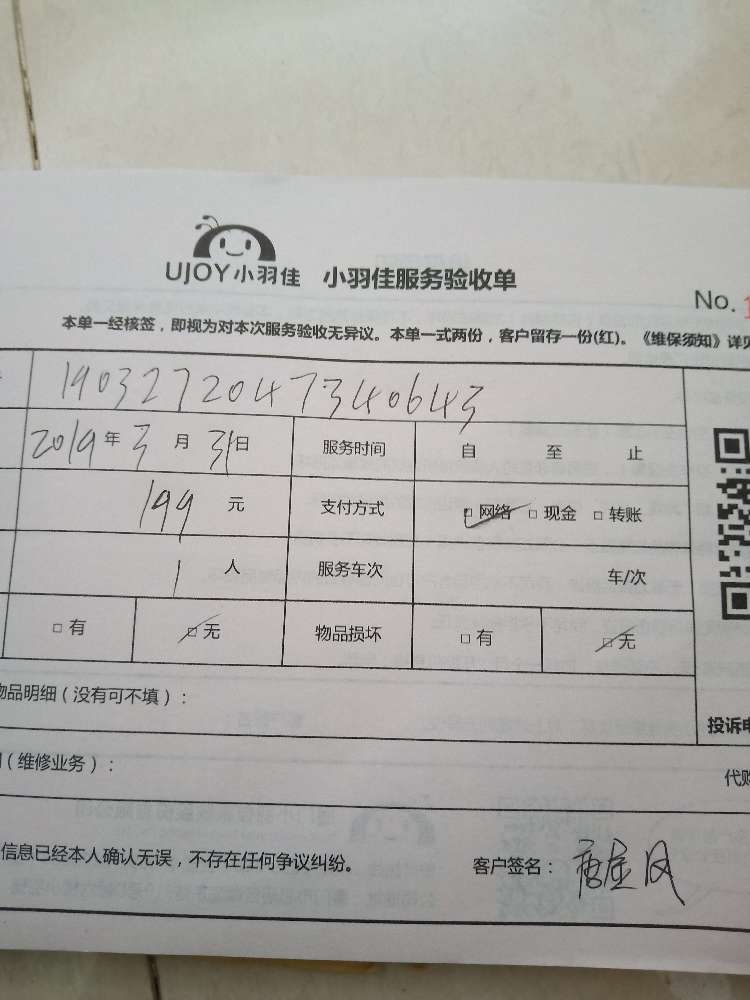 UJOY小羽佳 小羽佳服务验收单
No. 1
本单一经核签，即视为对本次服务验收无异议。本单一式两份，客户留存一份(红)。《维保须知》详见
1903272047340643
2019年3月31日 服务时间 自 至 止
199 元 支付方式 □网络 □现金 □转账
1 人 服务车次 车/次
□有 □无 物品损坏 □有 □无
物品明细（没有可不填）：
投诉电
（维修业务）：
代购
信息已经本人确认无误，不存在任何争议纠纷。 客户签名：